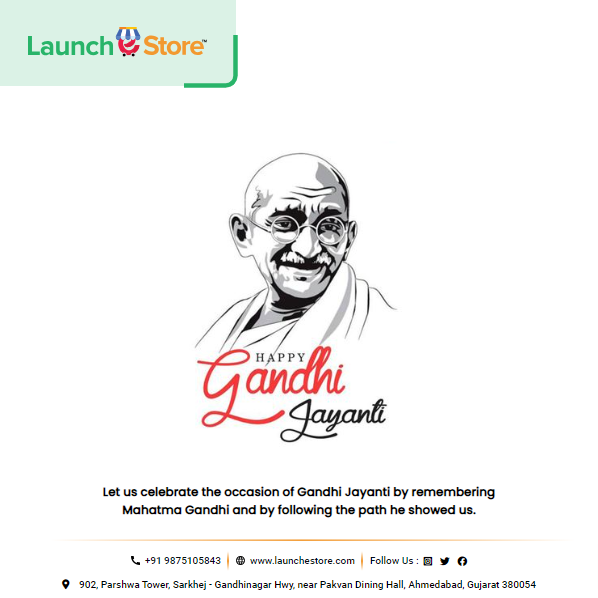 Launch e Store™
HAPPY
Gandhi
Jayanti
Let us celebrate the occasion of Gandhi Jayanti by remembering
Mahatma Gandhi and by following the path he showed us.
+91 9875105843 | www.launchestore.com | Follow Us :
902, Parshwa Tower, Sarkhej - Gandhinagar Hwy, near Pakvan Dining Hall, Ahmedabad, Gujarat 380054